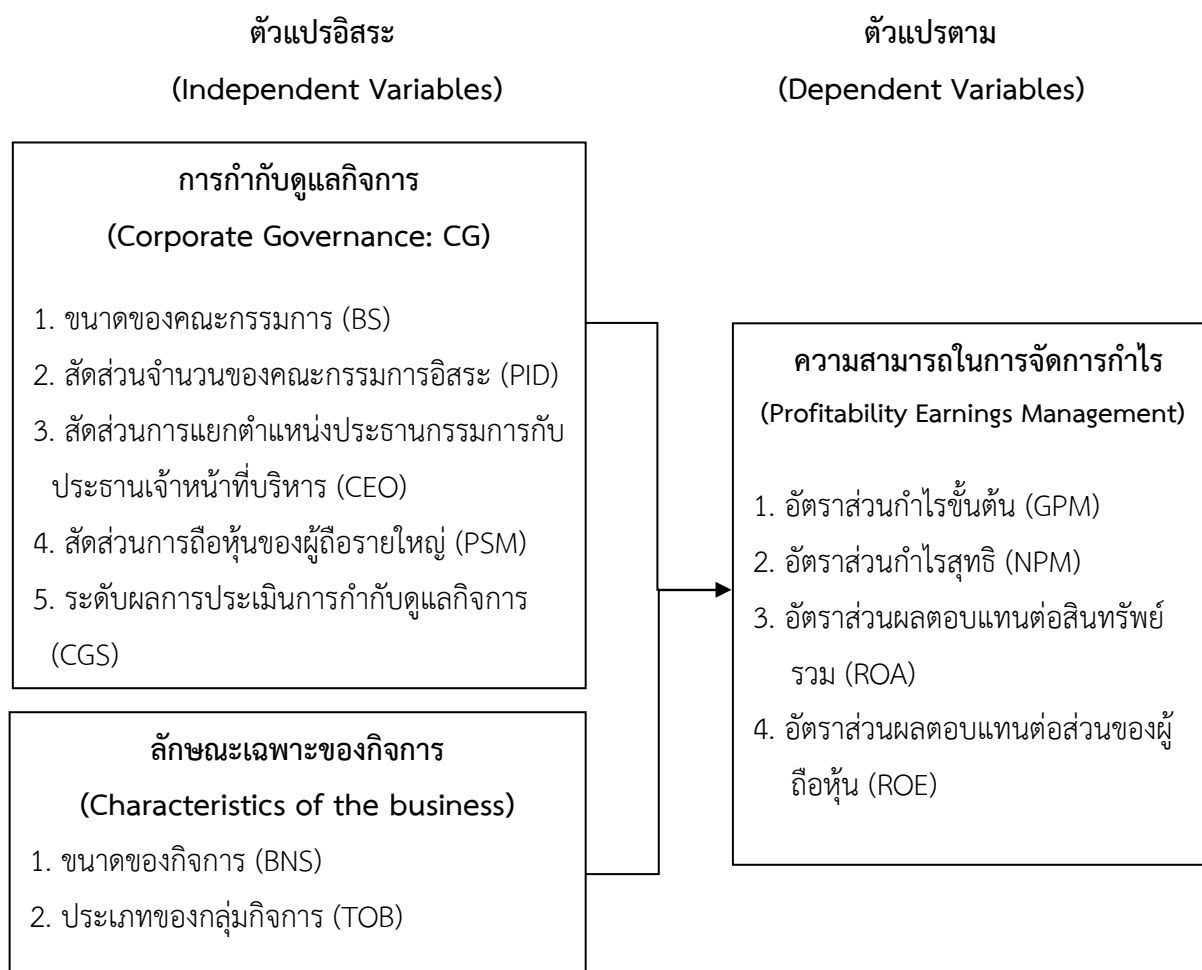 ตัวแปรอิสระ
(Independent Variables)
ตัวแปรตาม
(Dependent Variables)
การกำกับดูแลกิจการ
(Corporate Governance: CG)
1. ขนาดของคณะกรรมการ (BS)
2. สัดส่วนจำนวนของคณะกรรมการอิสระ (PID)
3. สัดส่วนการแยกตำแหน่งประธานกรรมการกับ
ประธานเจ้าหน้าที่บริหาร (CEO)
4. สัดส่วนการถือหุ้นของผู้ถือรายใหญ่ (PSM)
5. ระดับผลการประเมินการกำกับดูแลกิจการ
(CGS)
ลักษณะเฉพาะของกิจการ
(Characteristics of the business)
1. ขนาดของกิจการ (BNS)
2. ประเภทของกลุ่มกิจการ (TOB)
ความสามารถในการจัดการกำไร
(Profitability Earnings Management)
1. อัตราส่วนกำไรขั้นต้น (GPM)
2. อัตราส่วนกำไรสุทธิ (NPM)
3. อัตราส่วนผลตอบแทนต่อสินทรัพย์
รวม (ROA)
4. อัตราส่วนผลตอบแทนต่อส่วนของผู้
ถือหุ้น (ROE)